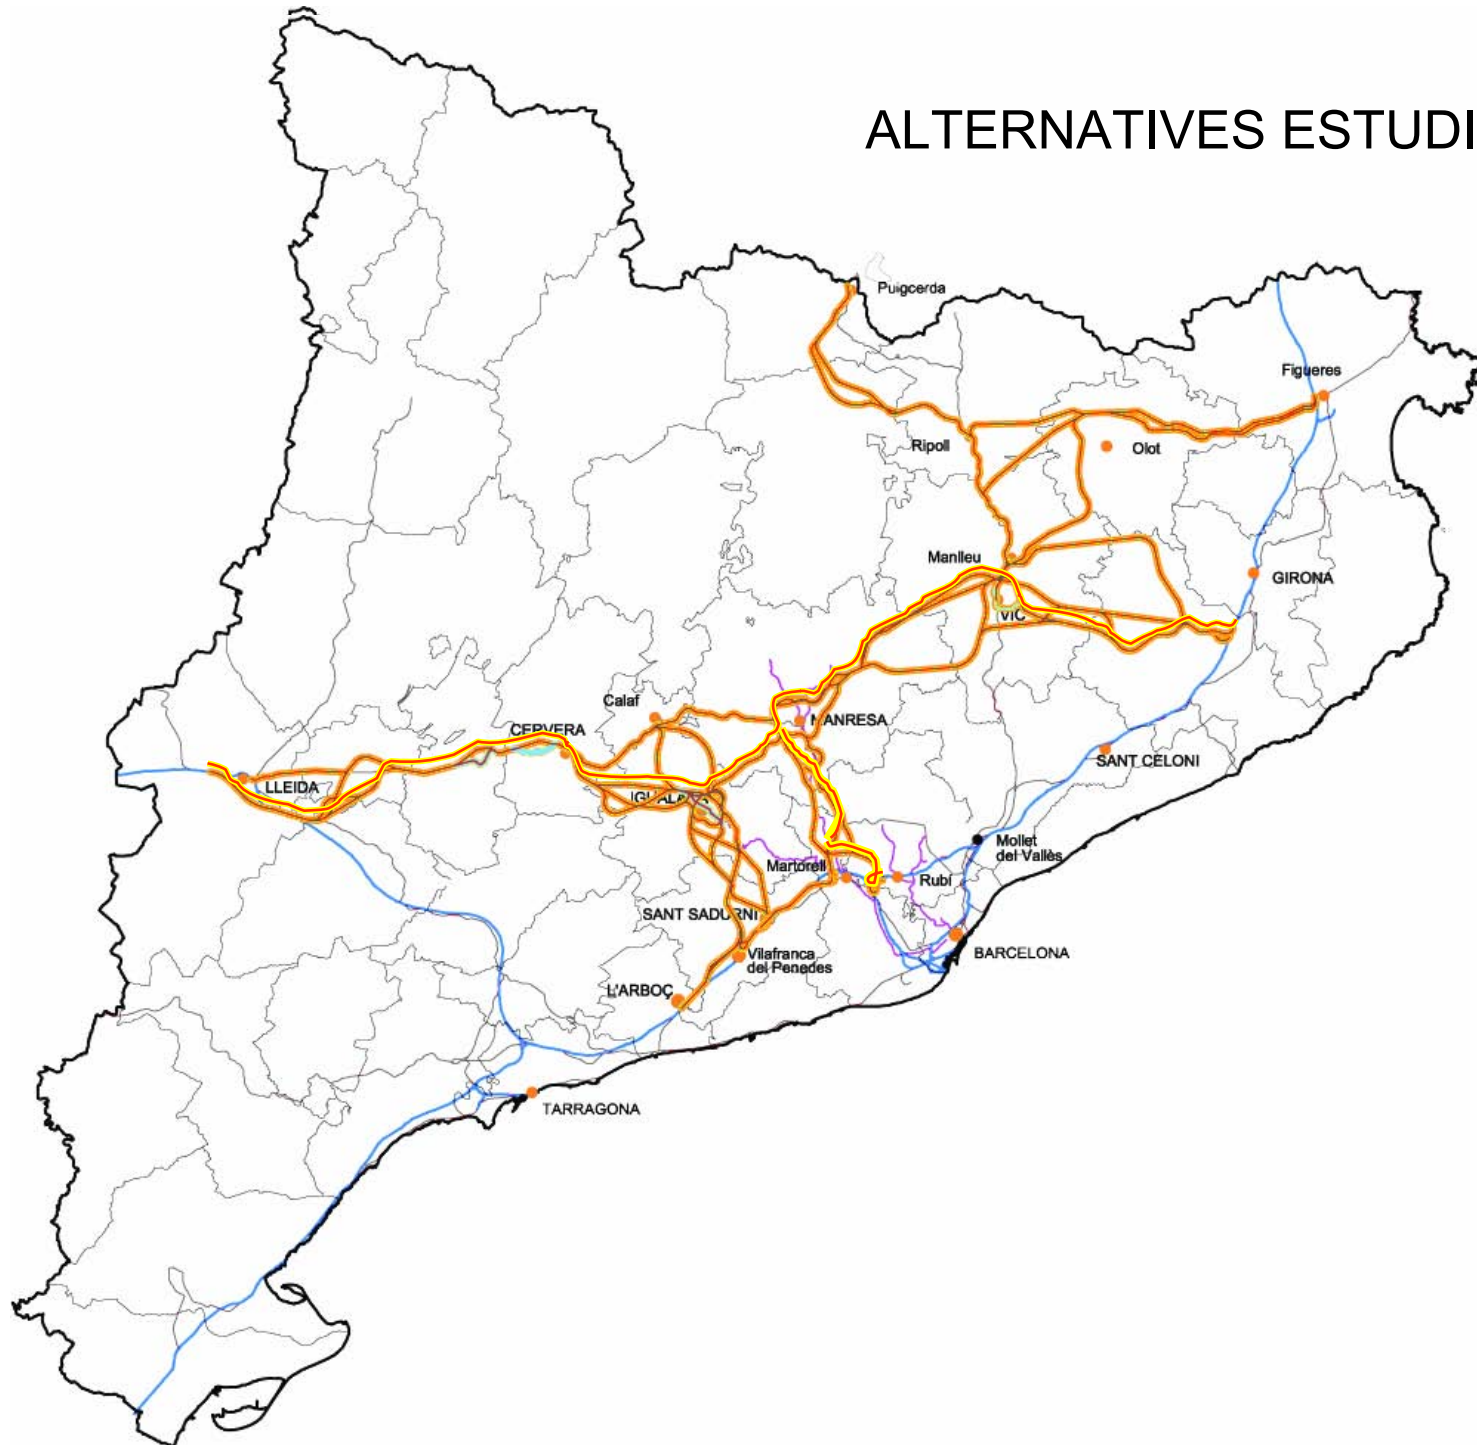 ALTERNATIVES ESTUDI
Puigcerda
Figueres
Ripoll
Olot
Manlleu
GIRONA
VIC
Calaf
MANRESA
CERVERA
SANT CELONI
LLEIDA
IGUALADA
Mollet
del Vallès
Martorell
Rubí
SANT SADURNI
BARCELONA
Vilafranca
del Penedes
L'ARBOÇ
TARRAGONA